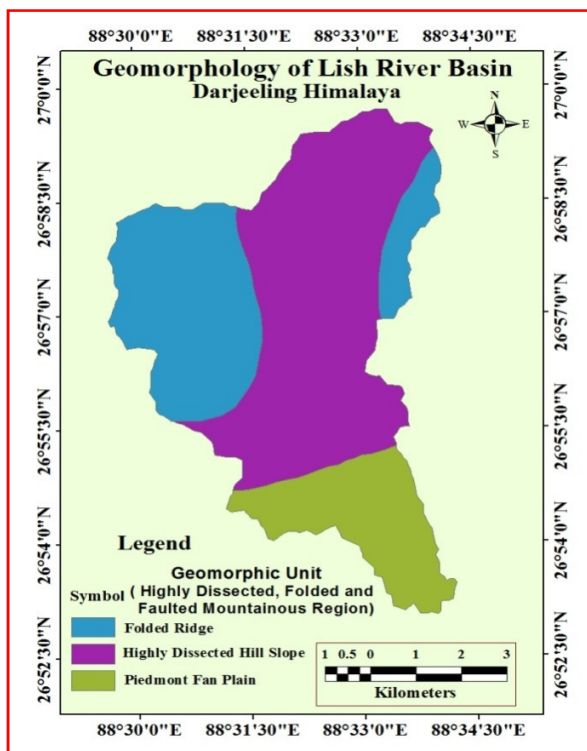 88°30'0"E 88°31'30"E 88°33'0"E 88°34'30"E
Geomorphology of Lish River Basin
Darjeeling Himalaya
N
W E
S
27°0'0"N
26°58'30"N
26°57'0"N
26°55'30"N
26°54'0"N
26°52'30"N
27°0'0"N
26°58'30"N
26°57'0"N
26°55'30"N
26°54'0"N
26°52'30"N
Legend
Geomorphic Unit
Symbol ( Highly Dissected, Folded and
Faulted Mountainous Region)
Folded Ridge
Highly Dissected Hill Slope
Piedmont Fan Plain
1 0.5 0 1 2 3
Kilometers
88°30'0"E 88°31'30"E 88°33'0"E 88°34'30"E